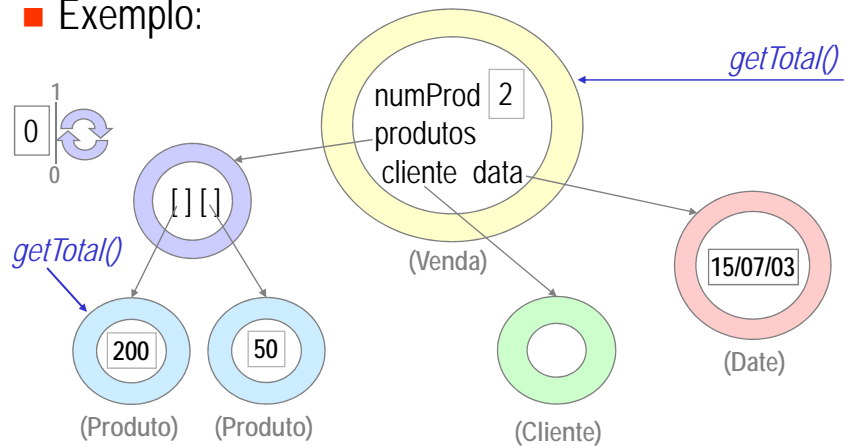 Exemplo:
getTotal()
numProd 2
produtos
cliente data
(Venda)
1
0
0
[ ] [ ]
getTotal()
200
50
(Produto)
(Produto)
(Cliente)
15/07/03
(Date)